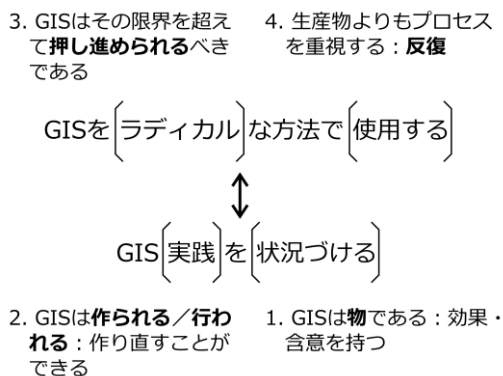 3. GISはその限界を超え
て押し進められるべき
である
4. 生産物よりもプロセス
を重視する：反復
GISを[ラディカル]な方法で[使用する]
GIS[実践]を[状況づける]
2. GISは作られる／行わ
れる：作り直すことが
できる
1. GISは物である：効果・
含意を持つ